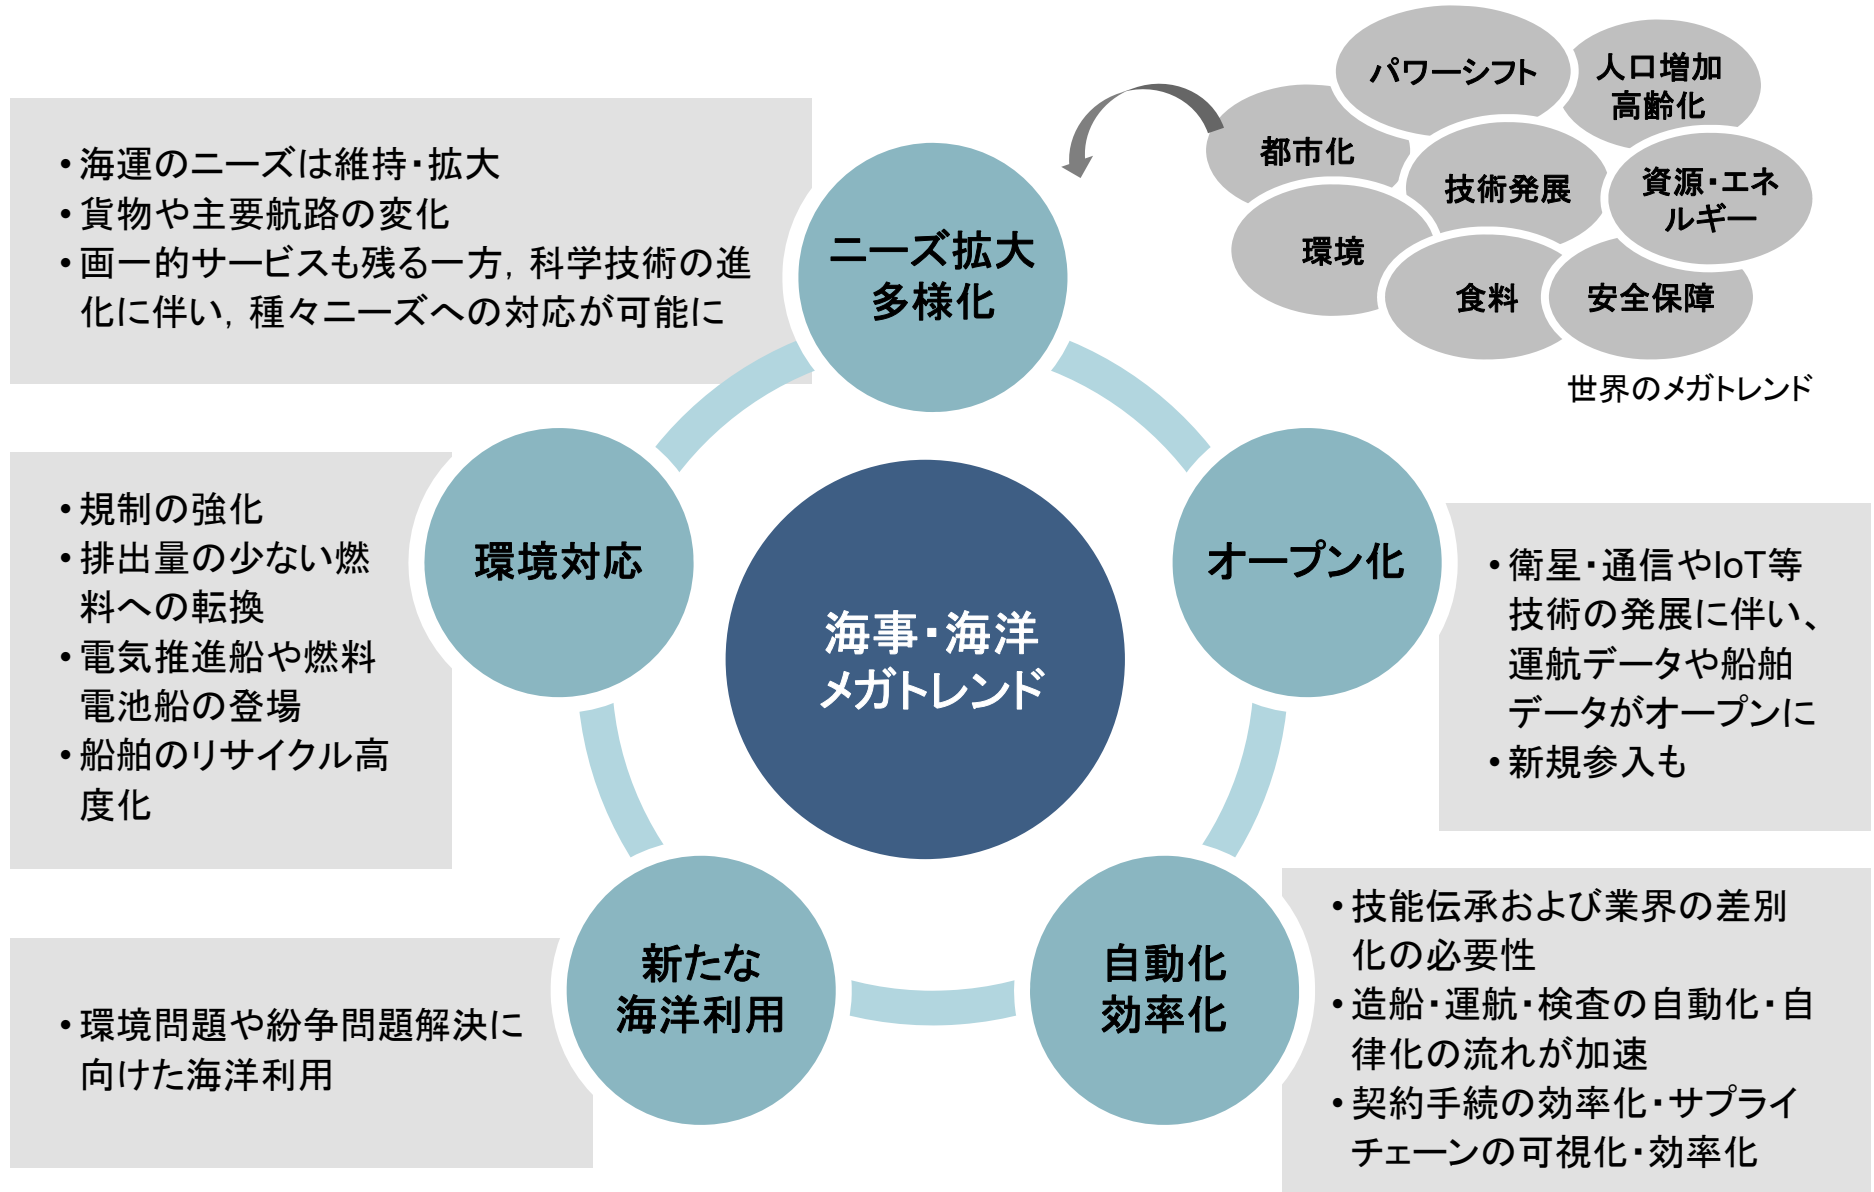 パワーシフト
人口増加
高齢化
都市化
技術発展
資源・エネ
ルギー
環境
食料
安全保障
世界のメガトレンド
・海運のニーズは維持・拡大
・貨物や主要航路の変化
・画一的サービスも残る一方，科学技術の進
化に伴い，種々ニーズへの対応が可能に
ニーズ拡大
多様化
・規制の強化
・排出量の少ない燃
料への転換
・電気推進船や燃料
電池船の登場
・船舶のリサイクル高
度化
環境対応
海事・海洋
メガトレンド
オープン化
・衛星・通信やIoT等
技術の発展に伴い、
運航データや船舶
データがオープンに
・新規参入も
・環境問題や紛争問題解決に
向けた海洋利用
新たな
海洋利用
自動化
効率化
・技能伝承および業界の差別
化の必要性
・造船・運航・検査の自動化・自
律化の流れが加速
・契約手続の効率化・サプライ
チェーンの可視化・効率化